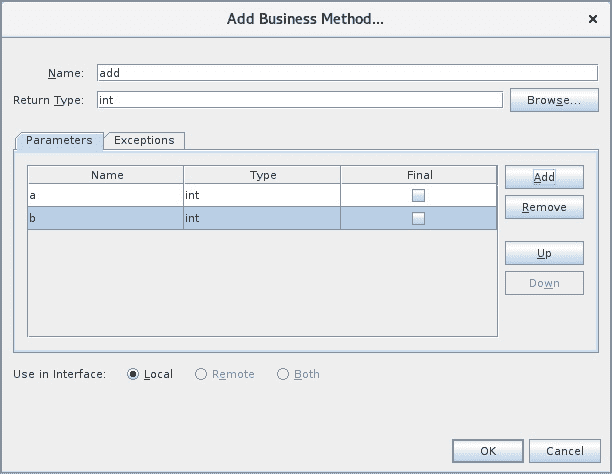 Add Business Method...
×
Name: add
Return Type: int Browse...
Parameters Exceptions
Name Type Final Add
a int
b int Remove
Up
Down
Use in Interface: Local Remote Both
OK Cancel